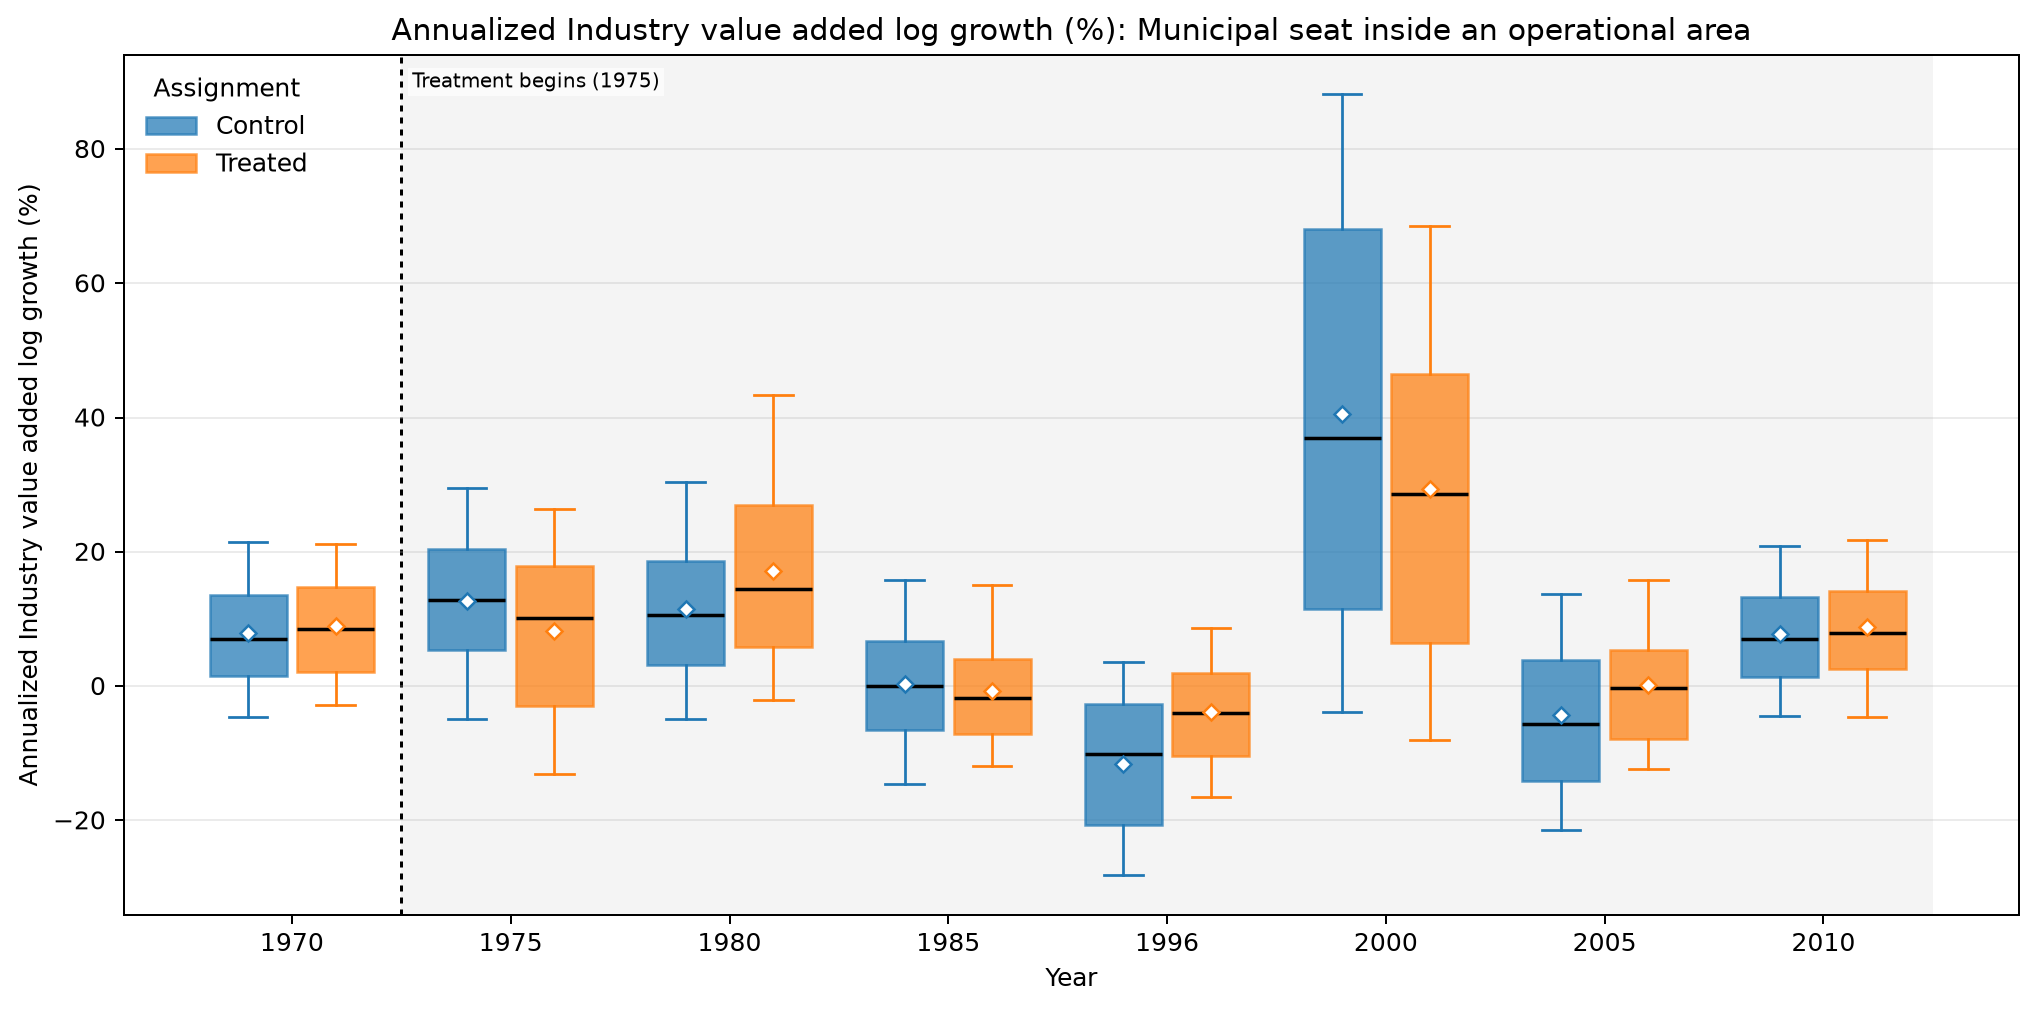 Annualized Industry value added log growth (%): Municipal seat inside an operational area
Annualized Industry value added log growth (%)
Assignment
Control
Treated
Treatment begins (1975)
80
60
40
20
0
−20
1970 1975 1980 1985 1996 2000 2005 2010
Year